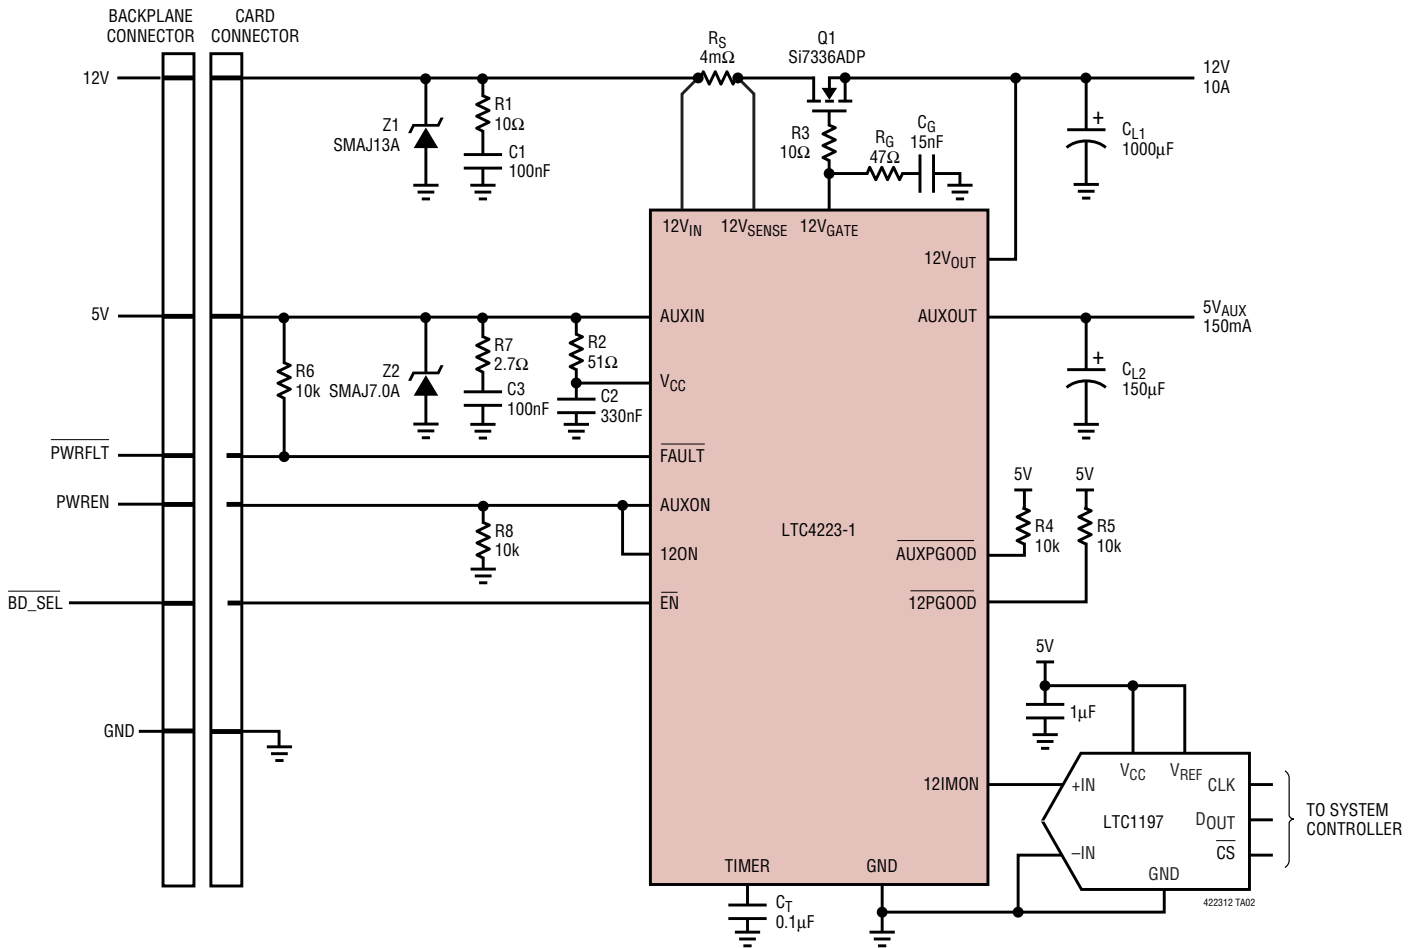 BACKPLANE
CONNECTOR
CARD
CONNECTOR
12V
RS
4mΩ
Q1
Si7336ADP
12V
10A
Z1
SMAJ13A
R1
10Ω
C1
100nF
R3
10Ω
RG
47Ω
CG
15nF
+
CL1
1000μF
12VIN
12VSENSE
12VGATE
12VOUT
5V
AUXIN
AUXOUT
5VAUX
150mA
R6
10k
Z2
SMAJ7.0A
R7
2.7Ω
C3
100nF
R2
51Ω
VCC
C2
330nF
+
CL2
150μF
PWRFLT
FAULT
PWREN
AUXON
R8
10k
12ON
LTC4223-1
5V
R4
10k
5V
R5
10k
AUXPGOOD
BD_SEL
EN
12PGOOD
GND
5V
1μF
12IMON
+IN
VCC
VREF
CLK
LTC1197
DOUT
–IN
CS
GND
TO SYSTEM
CONTROLLER
TIMER
GND
CT
0.1μF
422312 TA02